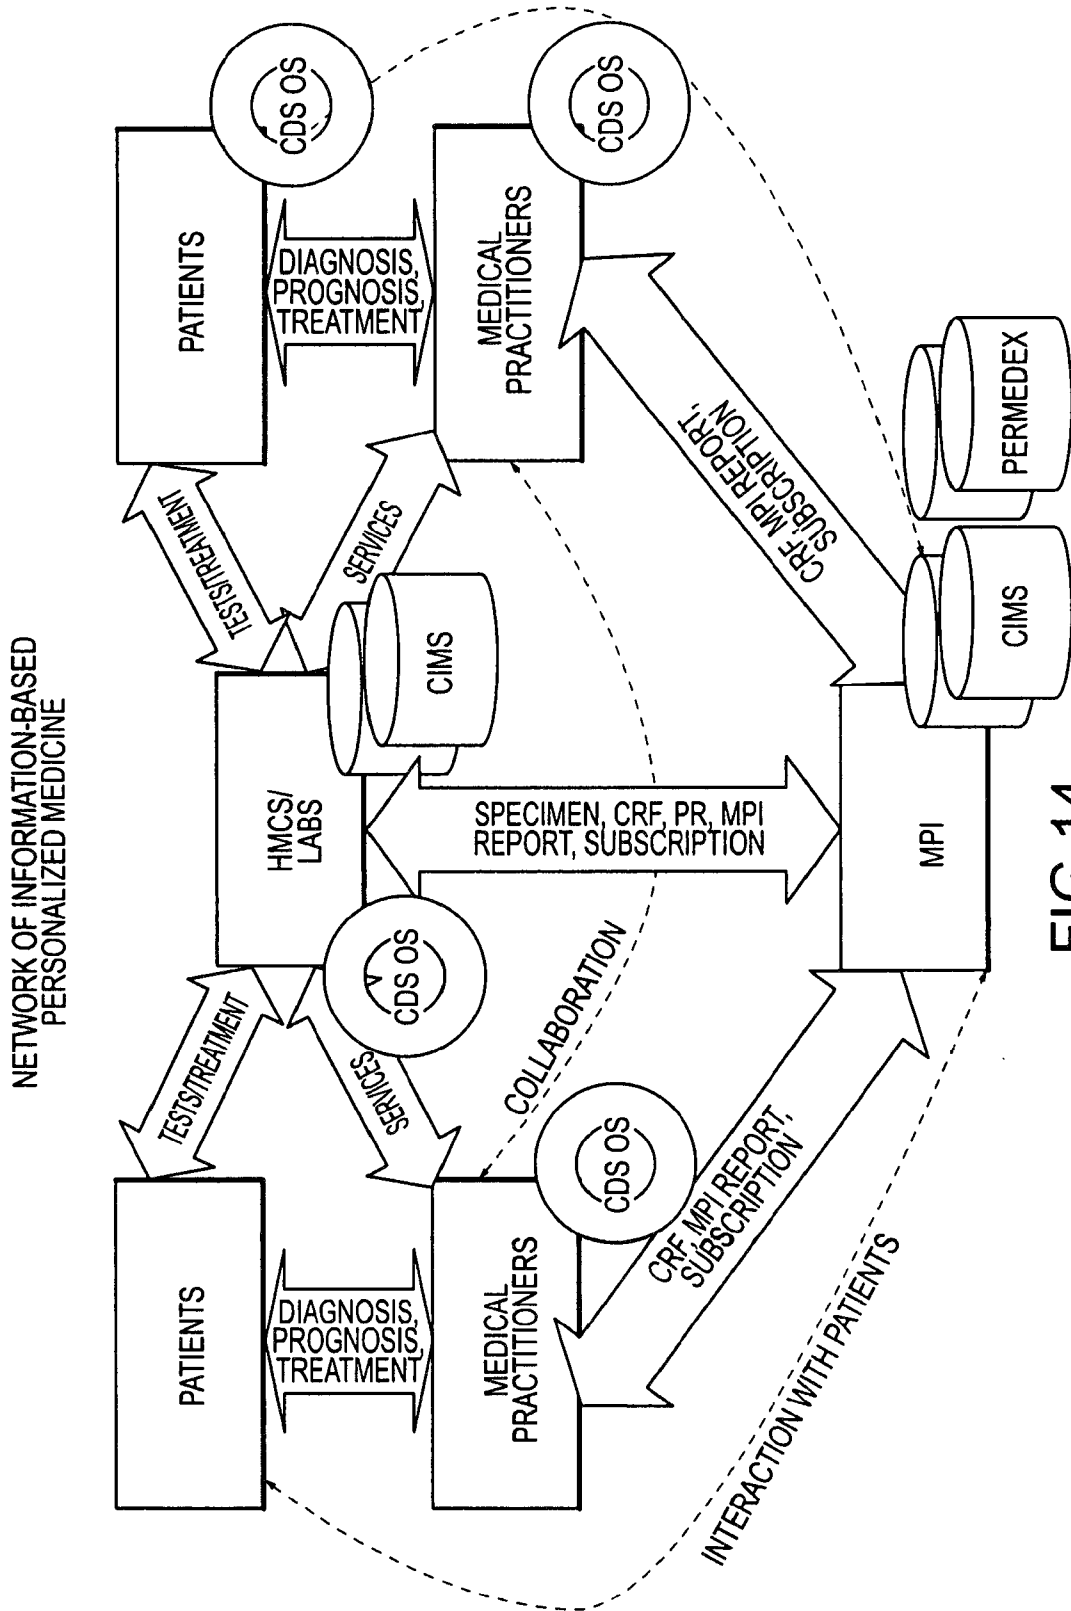 NETWORK OF INFORMATION-BASED
PERSONALIZED MEDICINE
PATIENTS
TESTS/TREATMENT
HMCS/
LABS
TESTS/TREATMENT
PATIENTS
CDS OS
DIAGNOSIS,
PROGNOSIS,
TREATMENT
SERVICES
CDS OS
CIMS
SERVICES
DIAGNOSIS,
PROGNOSIS,
TREATMENT
MEDICAL
PRACTITIONERS
CDS OS
COLLABORATION
SPECIMEN, CRF, PR, MPI
REPORT, SUBSCRIPTION
MEDICAL
PRACTITIONERS
CDS OS
CRF, MPI REPORT,
SUBSCRIPTION
CRF MPI REPORT,
SUBSCRIPTION
INTERACTION WITH PATIENTS
MPI
CIMS
PERMEDEX
FIG. 14